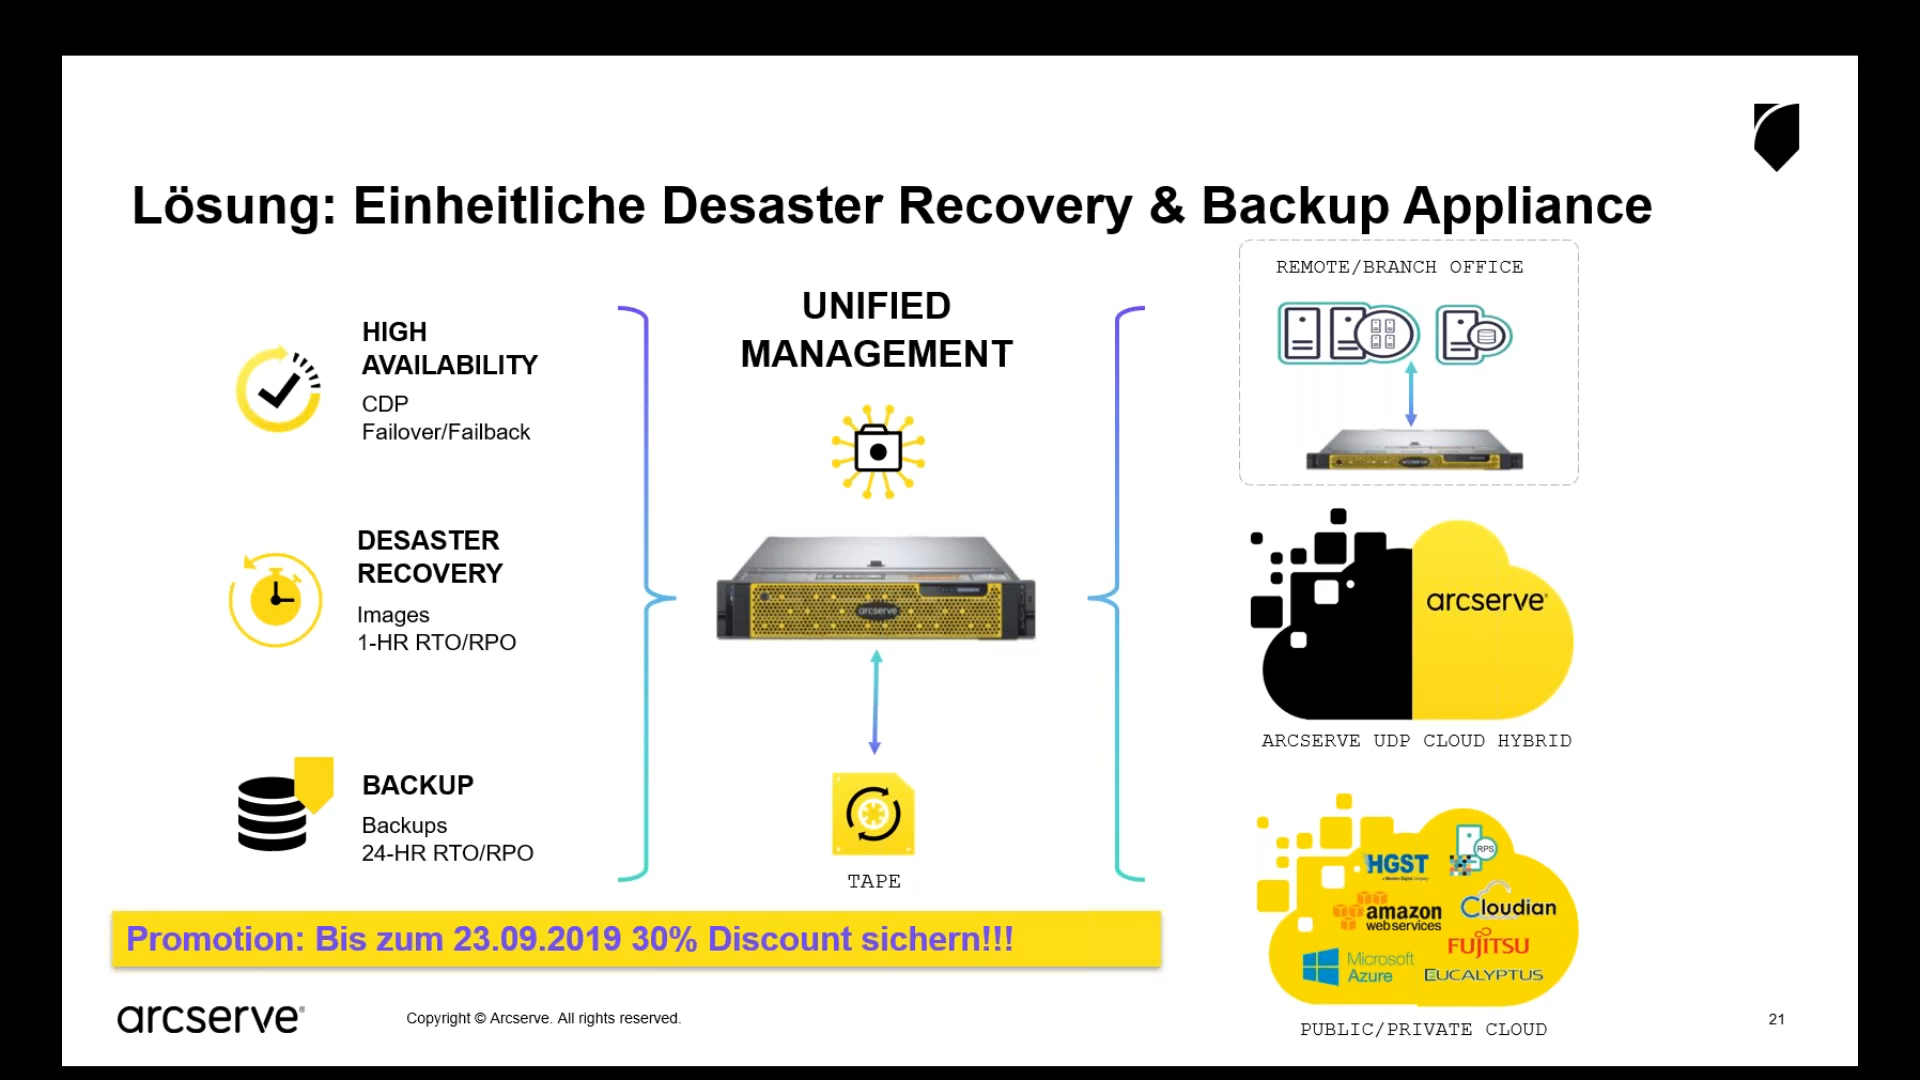 Lösung: Einheitliche Desaster Recovery & Backup Appliance
HIGH
AVAILABILITY
CDP
Failover/Failback
DESASTER
RECOVERY
Images
1-HR RTO/RPO
BACKUP
Backups
24-HR RTO/RPO
UNIFIED
MANAGEMENT
arcserve
TAPE
REMOTE/BRANCH OFFICE
arcserve
arcserve
ARCSERVE UDP CLOUD HYBRID
HGST
RPS
amazon
webservices
Cloudian
FUJITSU
Microsoft
Azure
EUCALYPTUS
PUBLIC/PRIVATE CLOUD
Promotion: Bis zum 23.09.2019 30% Discount sichern!!!
arcserve
Copyright © Arcserve. All rights reserved.
21